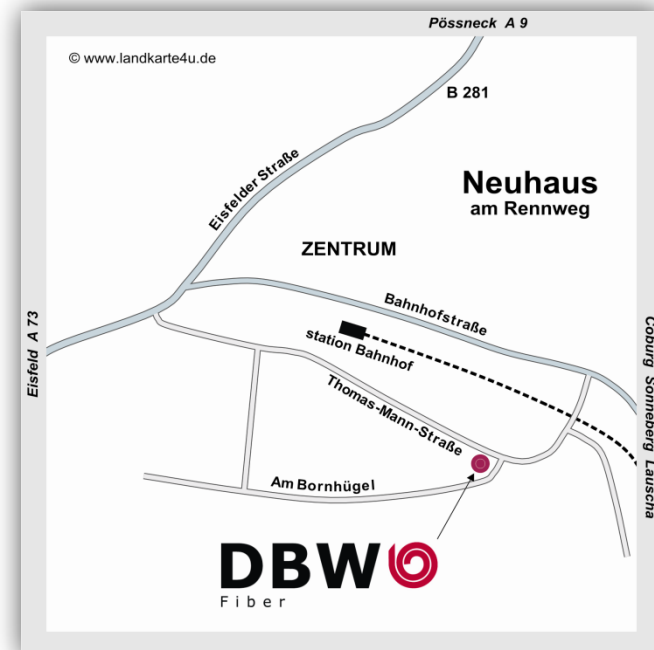 Pössneck A 9
© www.landkarte4u.de
B 281
Eisfelder Straße
Neuhaus
am Rennweg
ZENTRUM
Bahnhofstraße
station Bahnhof
Eisfeld A 73
Coburg Sonneberg Lauscha
Thomas-Mann-Straße
Am Bornhügel
DBW
Fiber